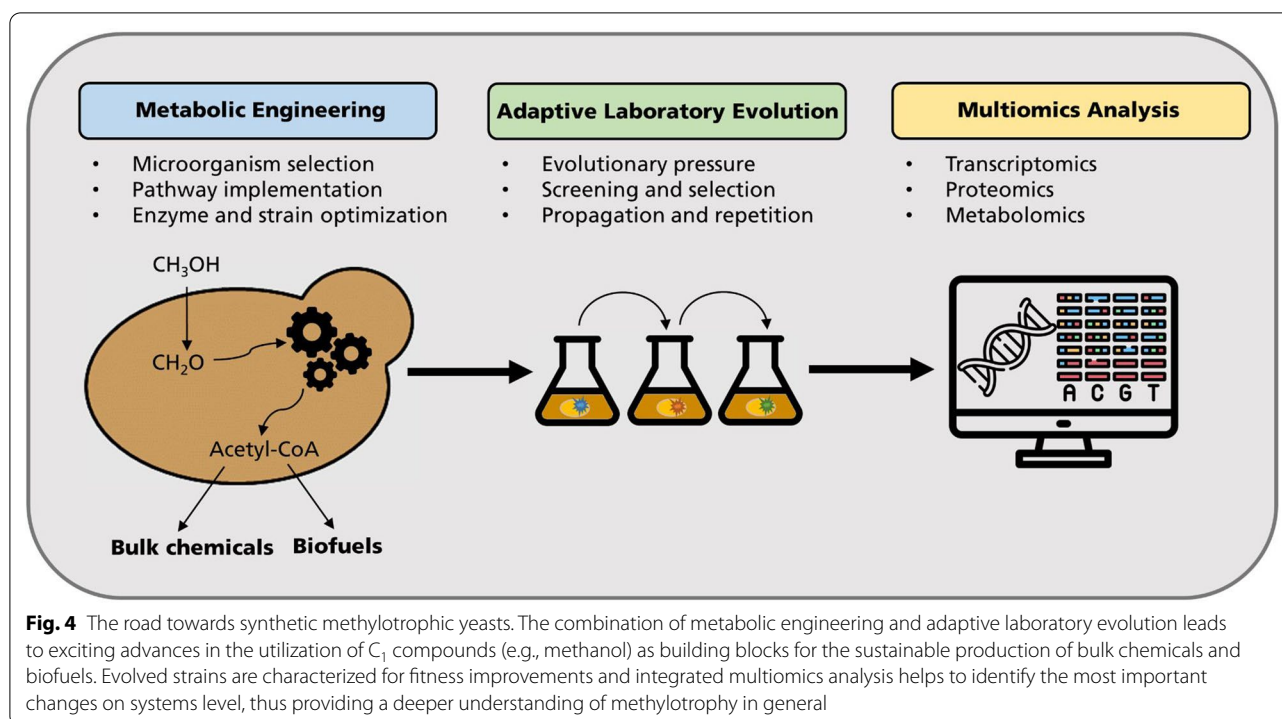 Metabolic Engineering
• Microorganism selection
• Pathway implementation
• Enzyme and strain optimization
Adaptive Laboratory Evolution
• Evolutionary pressure
• Screening and selection
• Propagation and repetition
Multiomics Analysis
• Transcriptomics
• Proteomics
• Metabolomics
CH₃OH
CH₂O
Acetyl-CoA
Bulk chemicals
Biofuels
A C G T
Fig. 4 The road towards synthetic methylotrophic yeasts. The combination of metabolic engineering and adaptive laboratory evolution leads
to exciting advances in the utilization of C₁ compounds (e.g., methanol) as building blocks for the sustainable production of bulk chemicals and
biofuels. Evolved strains are characterized for fitness improvements and integrated multiomics analysis helps to identify the most important
changes on systems level, thus providing a deeper understanding of methylotrophy in general